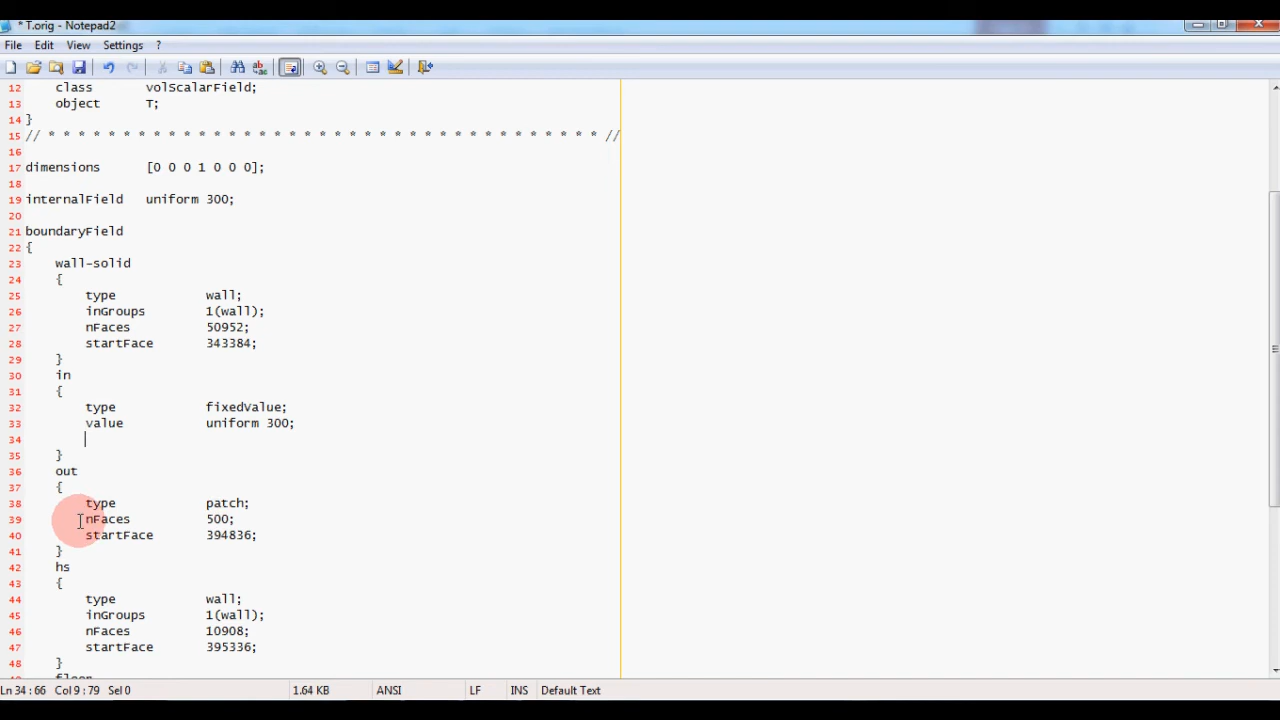 * T.orig - Notepad2
File Edit View Settings ?
12 class volScalarField;
13 object T;
14 }
15 // * * * * * * * * * * * * * * * * * * * * * * * * * * * * * * * * * * * * * //
16
17 dimensions [0 0 0 1 0 0 0];
18
19 internalField uniform 300;
20
21 boundaryField
22 {
23 wall-solid
24 {
25 type wall;
26 inGroups 1(wall);
27 nFaces 50952;
28 startFace 343384;
29 }
30 in
31 {
32 type fixedValue;
33 value uniform 300;
34
35 }
36 out
37 {
38 type patch;
39 nFaces 500;
40 startFace 394836;
41 }
42 hs
43 {
44 type wall;
45 inGroups 1(wall);
46 nFaces 10908;
47 startFace 395336;
48 }
floor
Ln 34 : 66 Col 9 : 79 Sel 0 1.64 KB ANSI LF INS Default Text